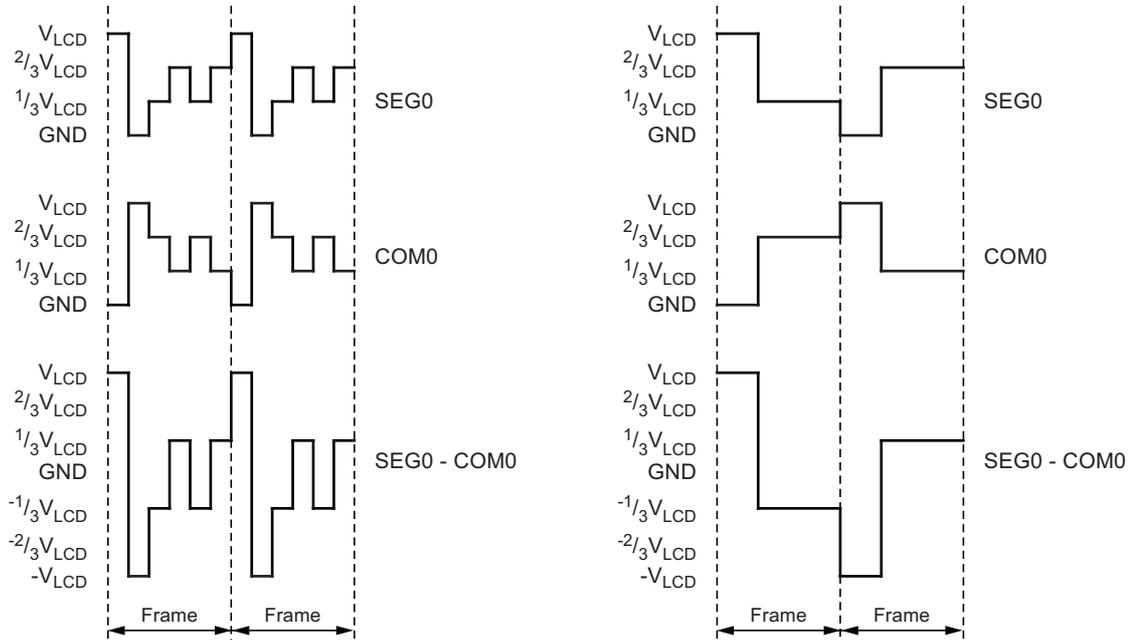 V_LCD
2/3V_LCD
1/3V_LCD
GND
SEG0
V_LCD
2/3V_LCD
1/3V_LCD
GND
COM0
V_LCD
2/3V_LCD
1/3V_LCD
GND
-1/3V_LCD
-2/3V_LCD
-V_LCD
SEG0 - COM0
Frame
Frame
V_LCD
2/3V_LCD
1/3V_LCD
GND
SEG0
V_LCD
2/3V_LCD
1/3V_LCD
GND
COM0
V_LCD
2/3V_LCD
1/3V_LCD
GND
-1/3V_LCD
-2/3V_LCD
-V_LCD
SEG0 - COM0
Frame
Frame